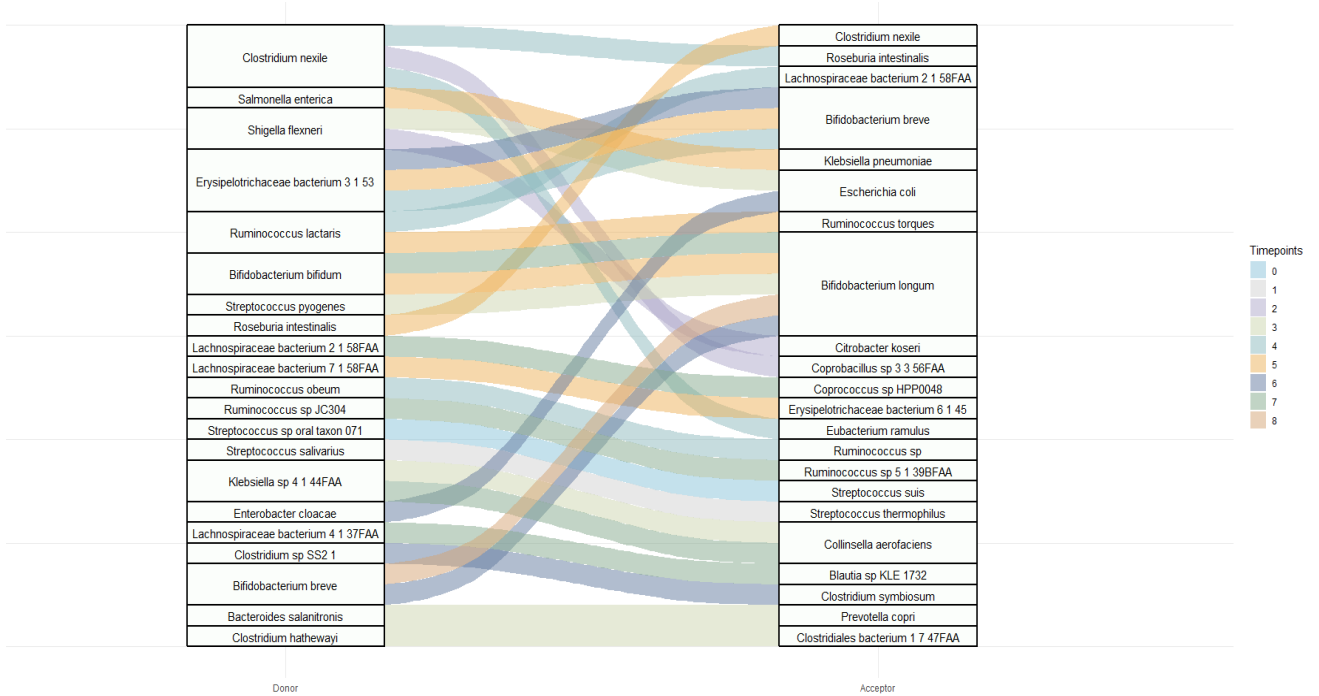 Clostridium nexile
Salmonella enterica
Shigella flexneri
Erysipelotrichaceae bacterium 3 1 53
Ruminococcus lactaris
Bifidobacterium bifidum
Streptococcus pyogenes
Roseburia intestinalis
Lachnospiraceae bacterium 2 1 58FAA
Lachnospiraceae bacterium 7 1 58FAA
Ruminococcus obeum
Ruminococcus sp JC304
Streptococcus sp oral taxon 071
Streptococcus salivarius
Klebsiella sp 4 1 44FAA
Enterobacter cloacae
Lachnospiraceae bacterium 4 1 37FAA
Clostridium sp SS2 1
Bifidobacterium breve
Bacteroides salanitronis
Clostridium hathewayi
Clostridium nexile
Roseburia intestinalis
Lachnospiraceae bacterium 2 1 58FAA
Bifidobacterium breve
Klebsiella pneumoniae
Escherichia coli
Ruminococcus torques
Bifidobacterium longum
Citrobacter koseri
Coprobacillus sp 3 3 56FAA
Coprococcus sp HPP0048
Erysipelotrichaceae bacterium 6 1 45
Eubacterium ramulus
Ruminococcus sp
Ruminococcus sp 5 1 39BFAA
Streptococcus suis
Streptococcus thermophilus
Collinsella aerofaciens
Blautia sp KLE 1732
Clostridium symbiosum
Prevotella copri
Clostridiales bacterium 1 7 47FAA
Timepoints
0
1
2
3
4
5
6
7
8
Donor
Acceptor